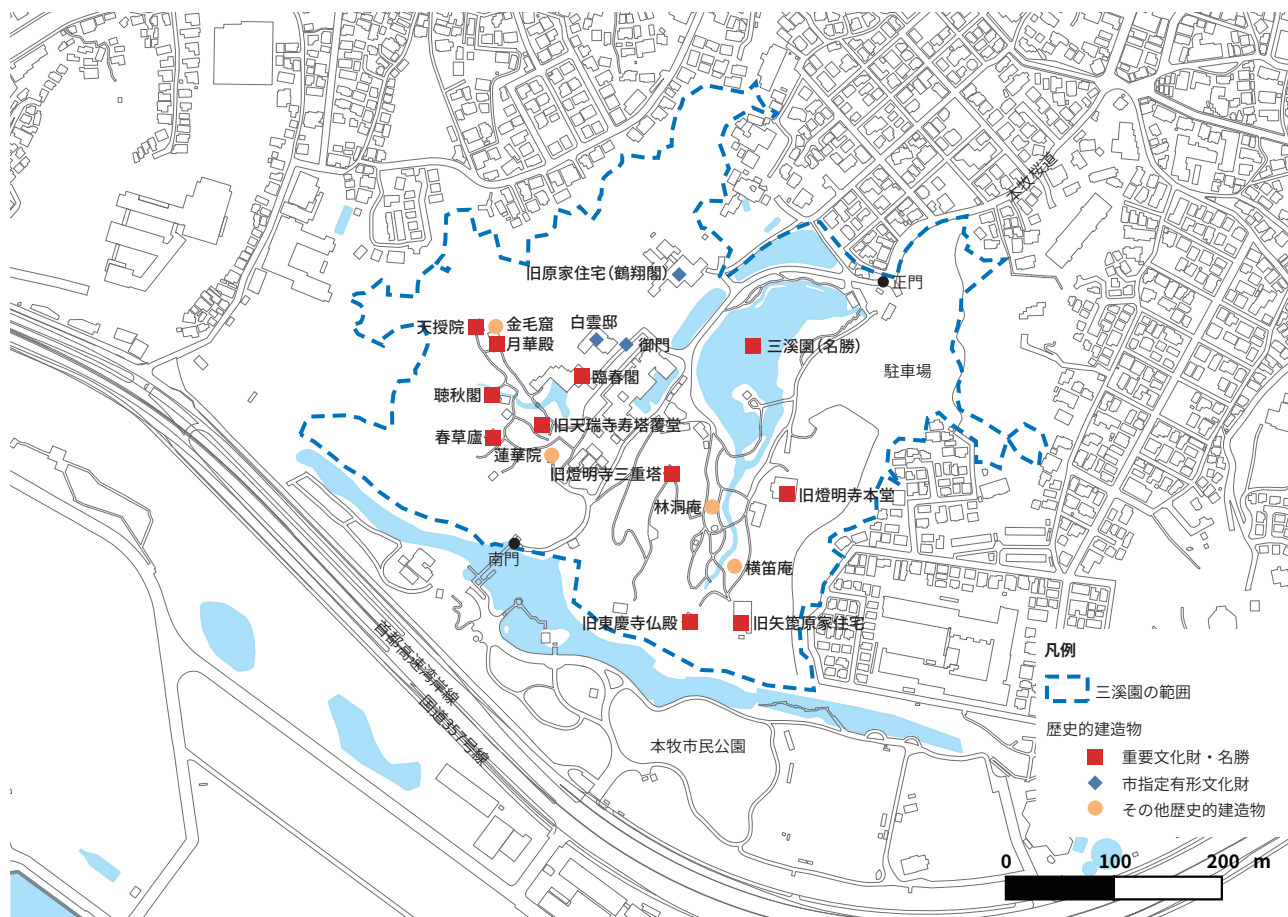 本牧桜道
旧原家住宅（鶴翔閣）
正門
天授院
金毛窟
白雲邸
月華殿
御門
三溪園（名勝）
臨春閣
駐車場
聴秋閣
旧天瑞寺寿塔覆堂
春草廬
蓮華院
旧燈明寺三重塔
旧燈明寺本堂
林洞庵
南門
横笛庵
旧東慶寺仏殿
旧矢箆原家住宅
首都高速湾岸線
国道357号線
本牧市民公園
凡例
三溪園の範囲
歴史的建造物
重要文化財・名勝
市指定有形文化財
その他歴史的建造物
0 100 200 m